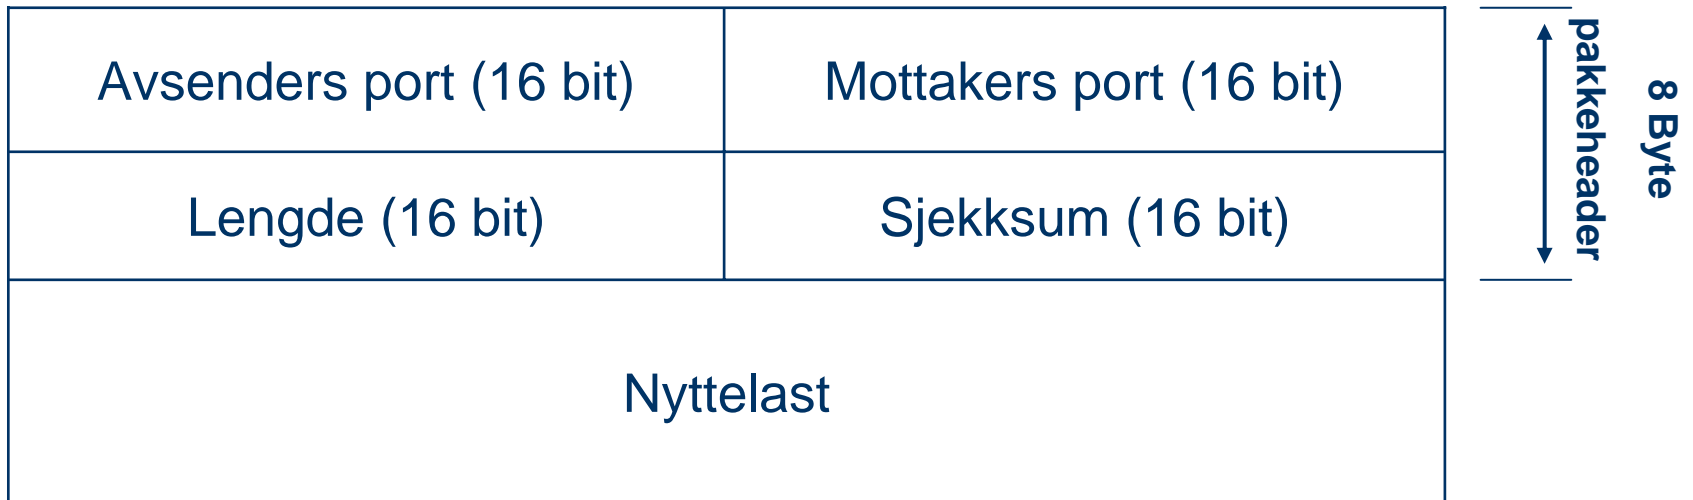 Avsenders port (16 bit)
Mottakers port (16 bit)
Lengde (16 bit)
Sjekksum (16 bit)
Nyttelast
8 Byte
pakkeheader